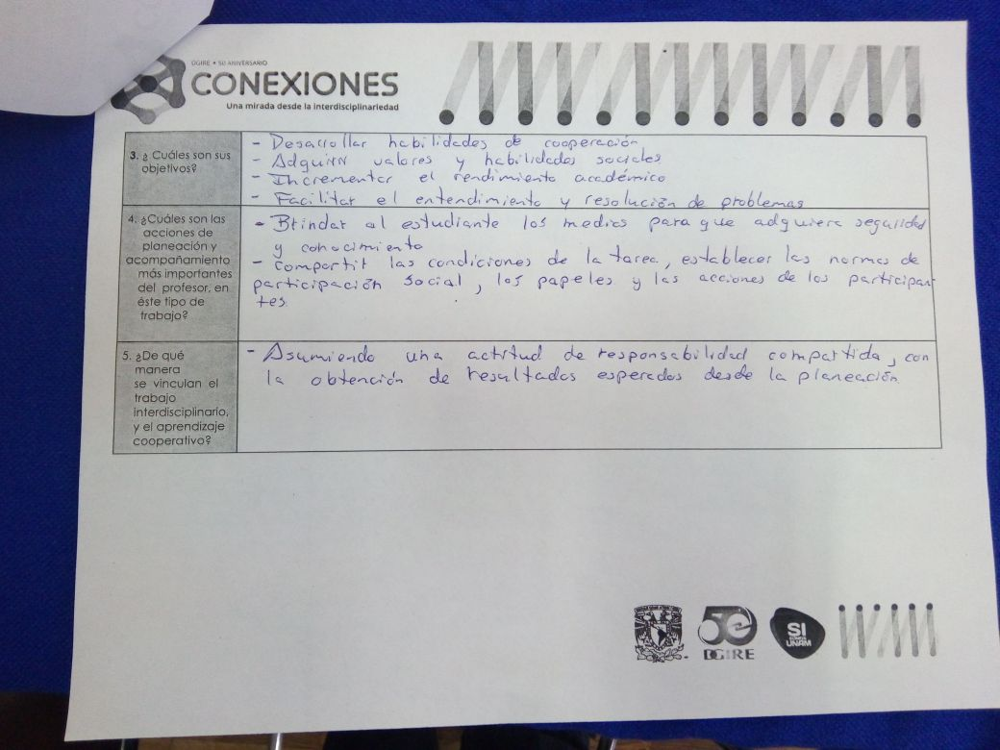 DGIRE • 50 ANIVERSARIO
CONEXIONES
Una mirada desde la interdisciplinariedad
3. ¿ Cuáles son sus
objetivos?
- Desarrollar habilidades de cooperación
- Adquirir valores y habilidades sociales
- Incrementar el rendimiento académico
- Facilitar el entendimiento y resolución de problemas
4. ¿Cuáles son las
acciones de
planeación y
acompañamiento
más importantes
del profesor, en
éste tipo de
trabajo?
- Brindar al estudiante los medios para que adquiera seguridad
y conocimiento
- Compartir las condiciones de la tarea, establecer las normas de
participación social, los papeles y las acciones de los participan
tes.
5. ¿De qué
manera
se vinculan el
trabajo
interdisciplinario,
y el aprendizaje
cooperativo?
- Asumiendo una actitud de responsabilidad compartida, con
la obtención de resultados esperados desde la planeación.
50
DGIRE
SI
SOMOS
UNAM